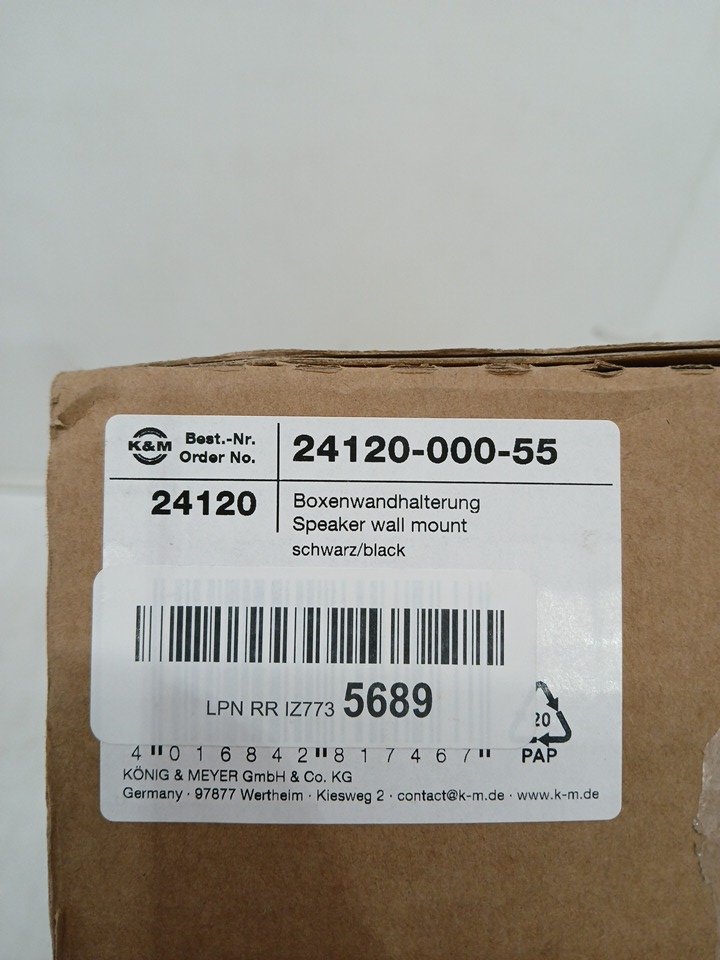 K&M
Best.-Nr.
Order No.
24120-000-55
24120
Boxenwandhalterung
Speaker wall mount
schwarz/black
LPN RR IZ773 5689
20
PAP
4 016842 817467
KÖNIG & MEYER GmbH & Co. KG
Germany · 97877 Wertheim · Kiesweg 2 · contact@k-m.de · www.k-m.de